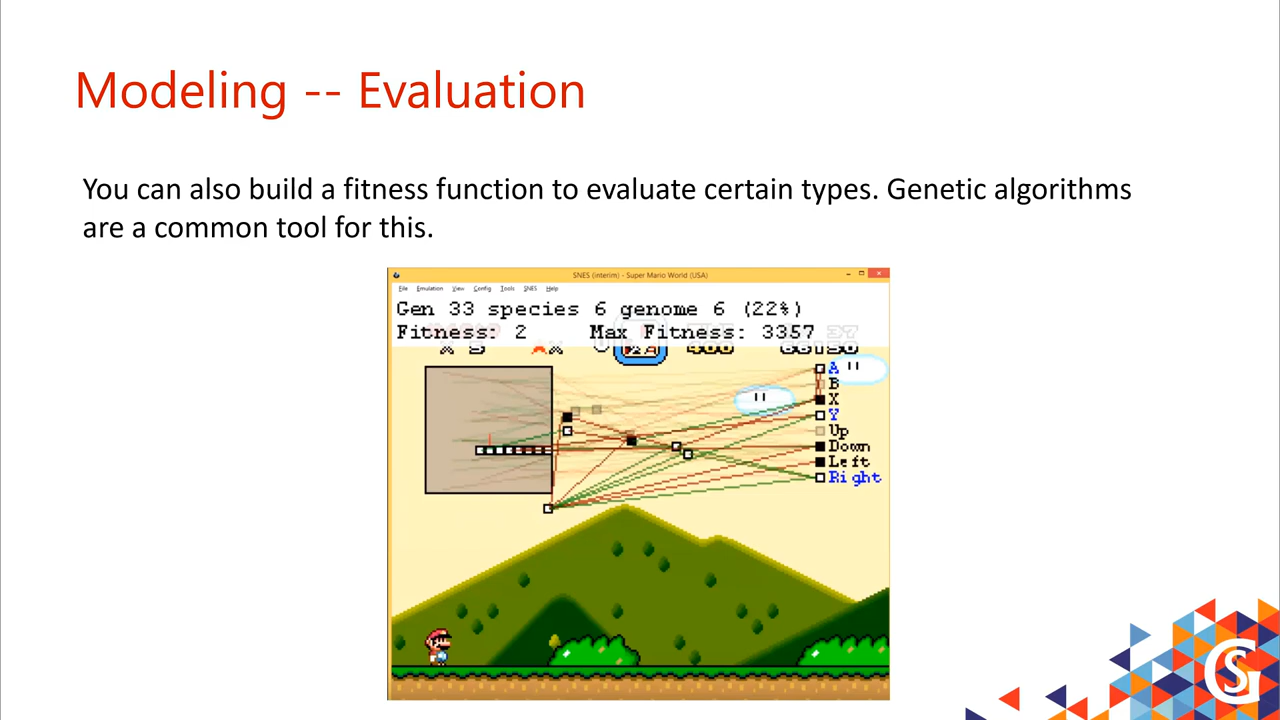 Modeling -- Evaluation
You can also build a fitness function to evaluate certain types. Genetic algorithms
are a common tool for this.
SNES (interim) - Super Mario World (USA)
File Emulation View Config Tools SNES Help
Gen 33 species 6 genome 6 (22%)
Fitness: 2 Max Fitness: 3357
A
B
X
Y
Up
Down
Left
Right
GS